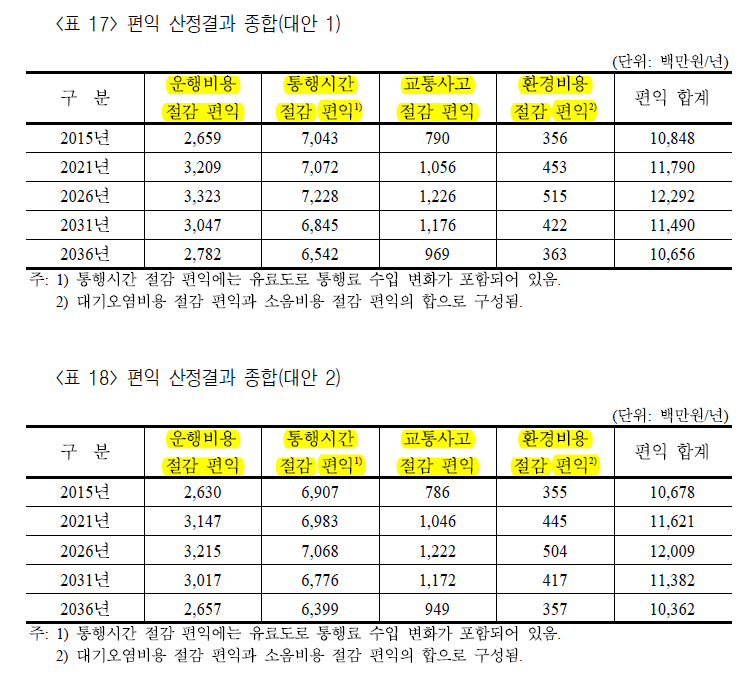 <표 17> 편익 산정결과 종합(대안 1)
(단위: 백만원/년)
구 분 운행비용 절감 편익 통행시간 절감 편익1) 교통사고 절감 편익 환경비용 절감 편익2) 편익 합계
2015년 2,659 7,043 790 356 10,848
2021년 3,209 7,072 1,056 453 11,790
2026년 3,323 7,228 1,226 515 12,292
2031년 3,047 6,845 1,176 422 11,490
2036년 2,782 6,542 969 363 10,656
주: 1) 통행시간 절감 편익에는 유료도로 통행료 수입 변화가 포함되어 있음.
2) 대기오염비용 절감 편익과 소음비용 절감 편익의 합으로 구성됨.
<표 18> 편익 산정결과 종합(대안 2)
(단위: 백만원/년)
구 분 운행비용 절감 편익 통행시간 절감 편익1) 교통사고 절감 편익 환경비용 절감 편익2) 편익 합계
2015년 2,630 6,907 786 355 10,678
2021년 3,147 6,983 1,046 445 11,621
2026년 3,215 7,068 1,222 504 12,009
2031년 3,017 6,776 1,172 417 11,382
2036년 2,657 6,399 949 357 10,362
주: 1) 통행시간 절감 편익에는 유료도로 통행료 수입 변화가 포함되어 있음.
2) 대기오염비용 절감 편익과 소음비용 절감 편익의 합으로 구성됨.